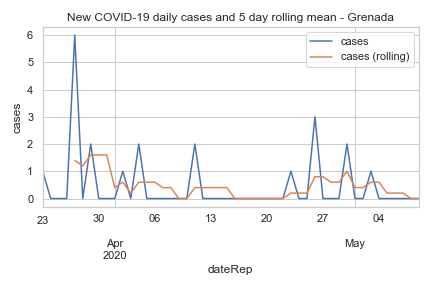 New COVID-19 daily cases and 5 day rolling mean - Grenada
cases
cases (rolling)
6
5
4
3
2
1
0
cases
23 30 06 13 20 27 04
Apr May
2020
dateRep